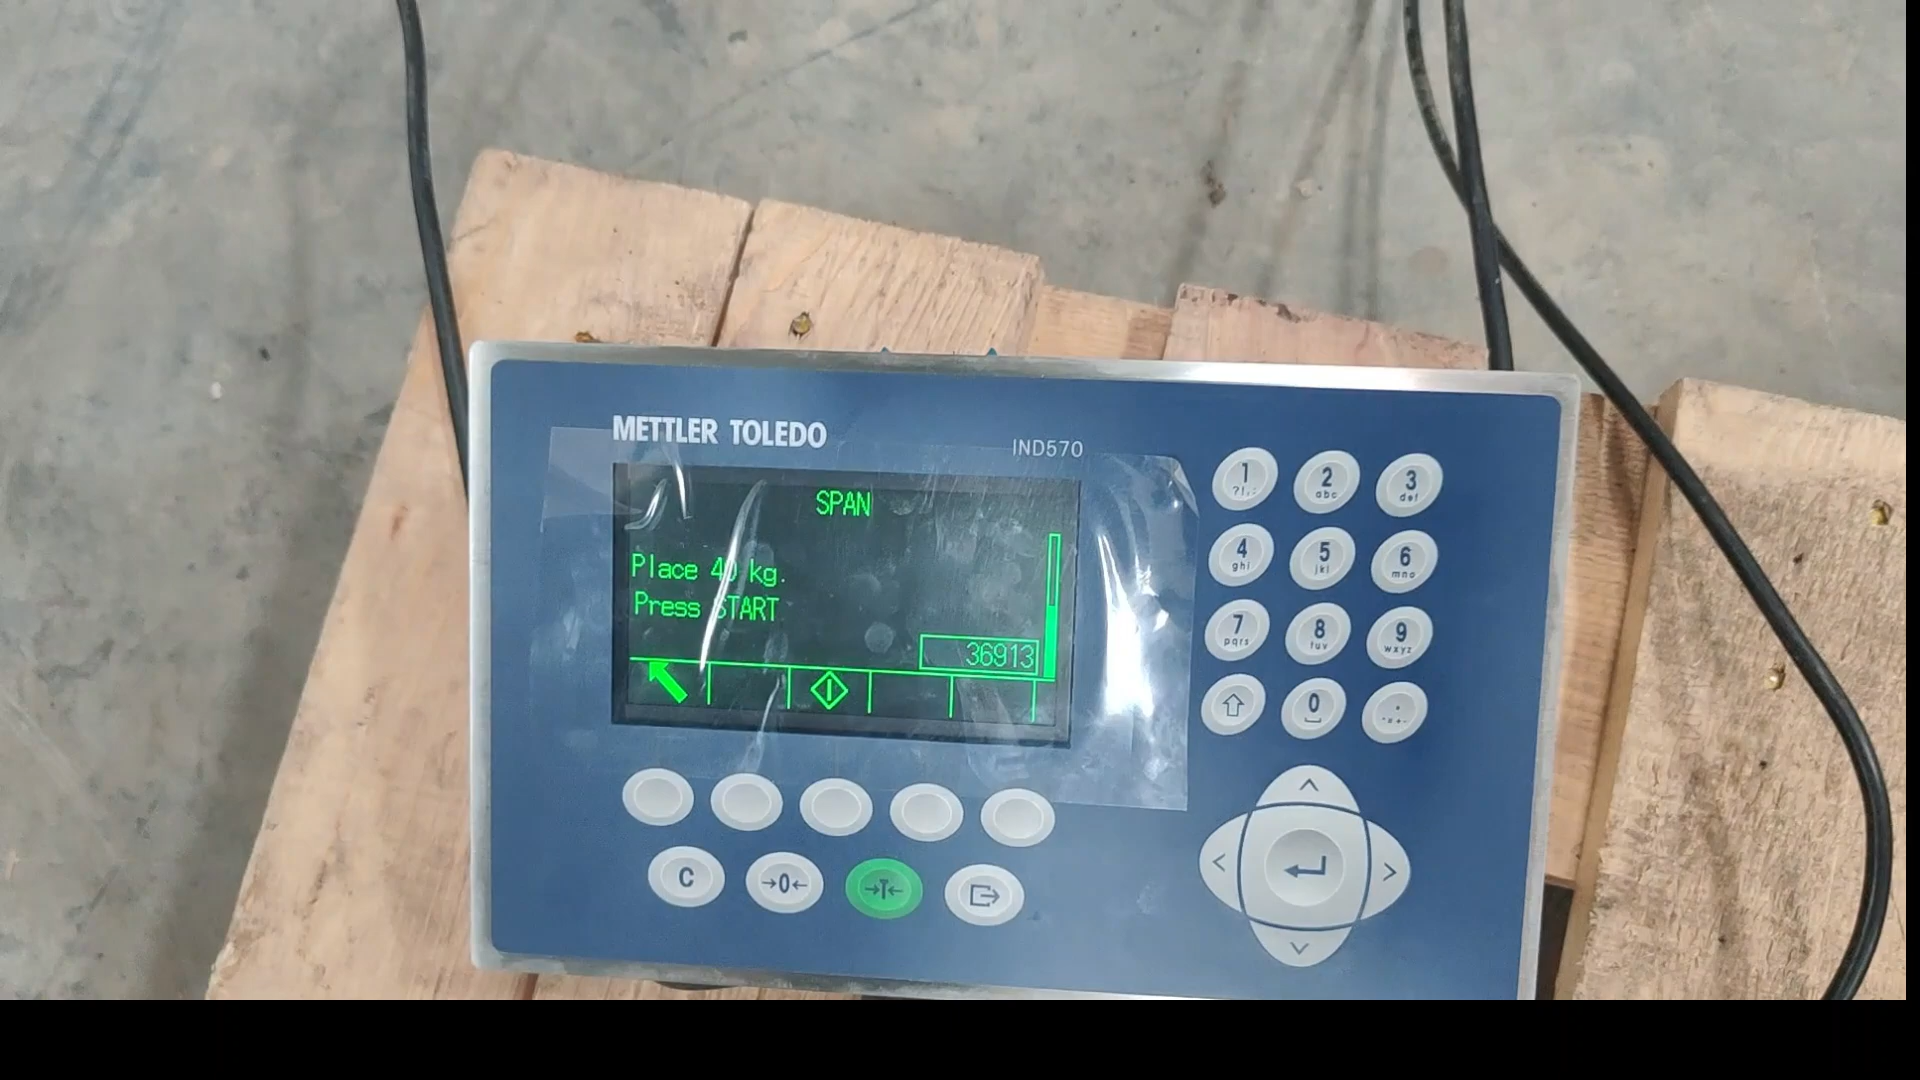 METTLER TOLEDO
IND570
SPAN
Place 40 kg.
Press START
36913
1 2 3
?!,: abc def
4 5 6
ghi jkl mno
7 8 9
pqrs tuv wxyz
0
C →0← →T←